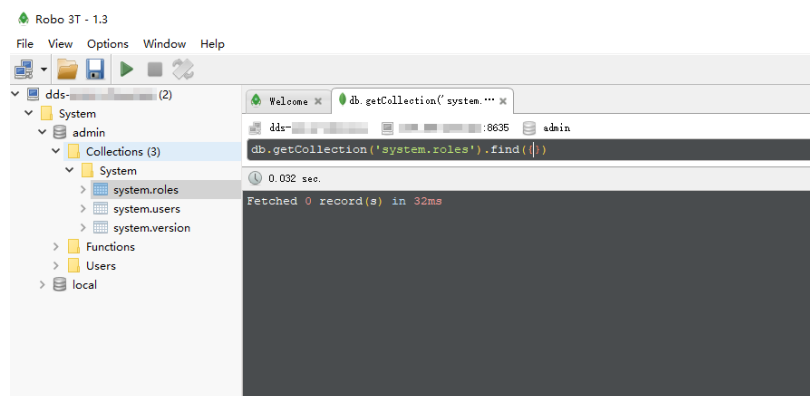 Robo 3T - 1.3
File View Options Window Help
dds- (2)
System
admin
Collections (3)
System
system.roles
system.users
system.version
Functions
Users
local
Welcome × db.getCollection('system.… ×
dds- :8635 admin
db.getCollection('system.roles').find({})
0.032 sec.
Fetched 0 record(s) in 32ms